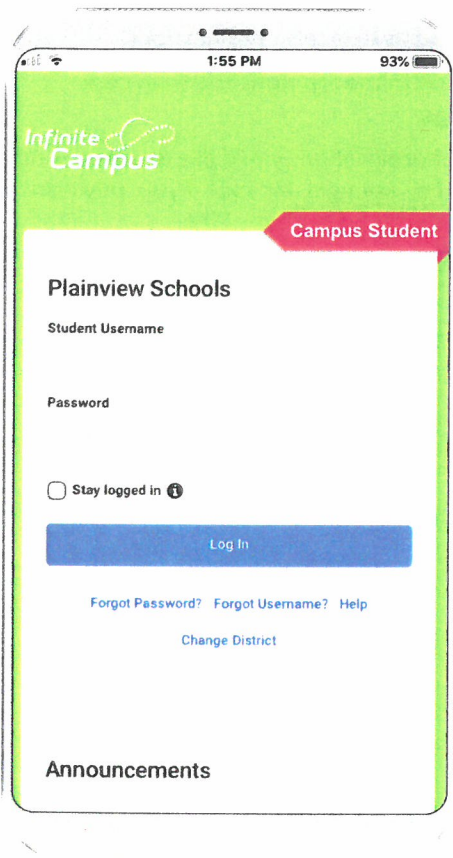 1:55 PM 93%
Infinite
Campus
Campus Student
Plainview Schools
Student Username
Password
Stay logged in
Log In
Forgot Password? Forgot Username? Help
Change District
Announcements